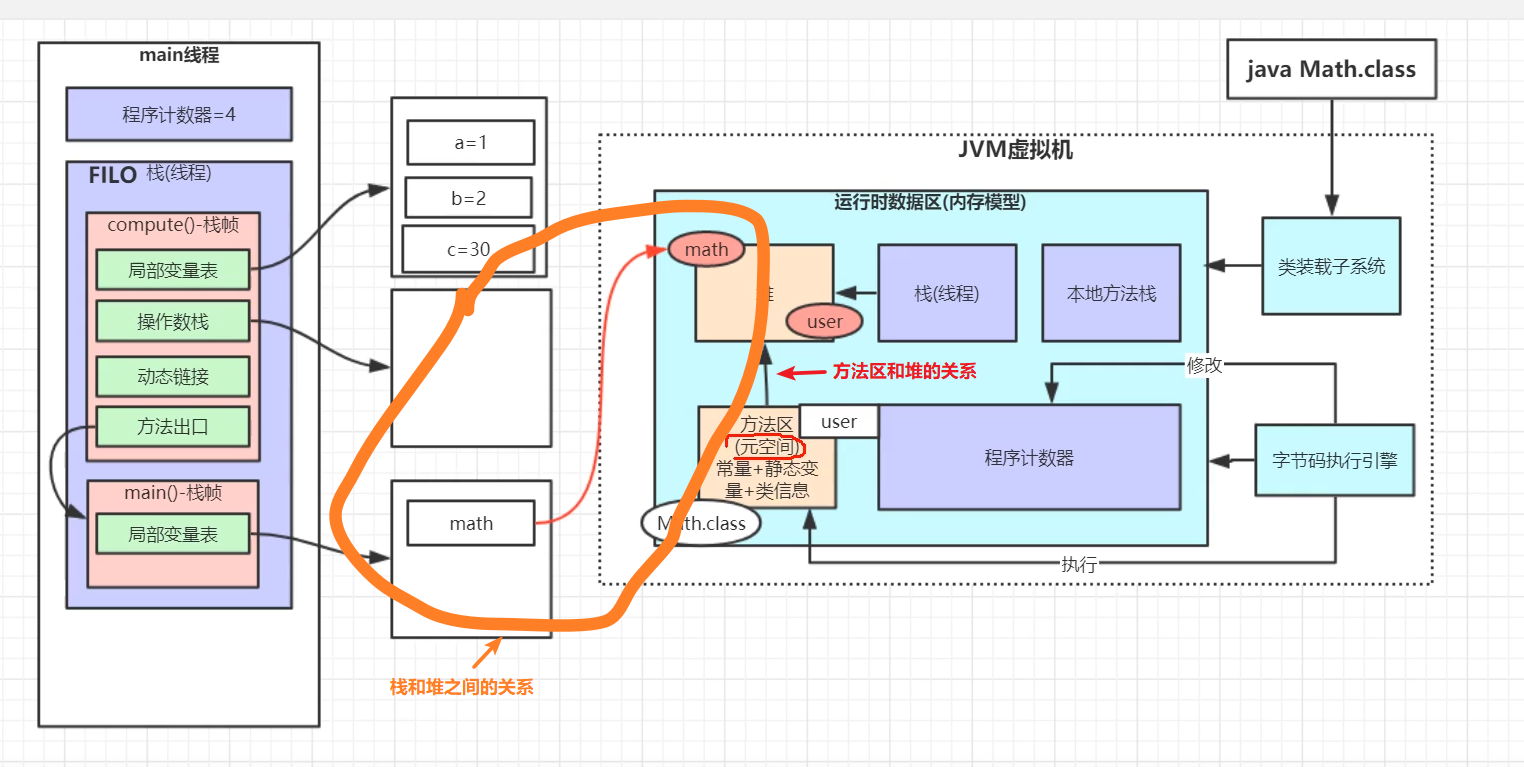 main线程
程序计数器=4
FILO 栈(线程)
compute()-栈帧
局部变量表
操作数栈
动态链接
方法出口
main()-栈帧
局部变量表
a=1
b=2
c=30
math
栈和堆之间的关系
java Math.class
JVM虚拟机
运行时数据区(内存模型)
math
堆
user
栈(线程)
本地方法栈
类装载子系统
方法区和堆的关系
修改
方法区
(元空间)
常量+静态变
量+类信息
user
Math.class
程序计数器
字节码执行引擎
执行